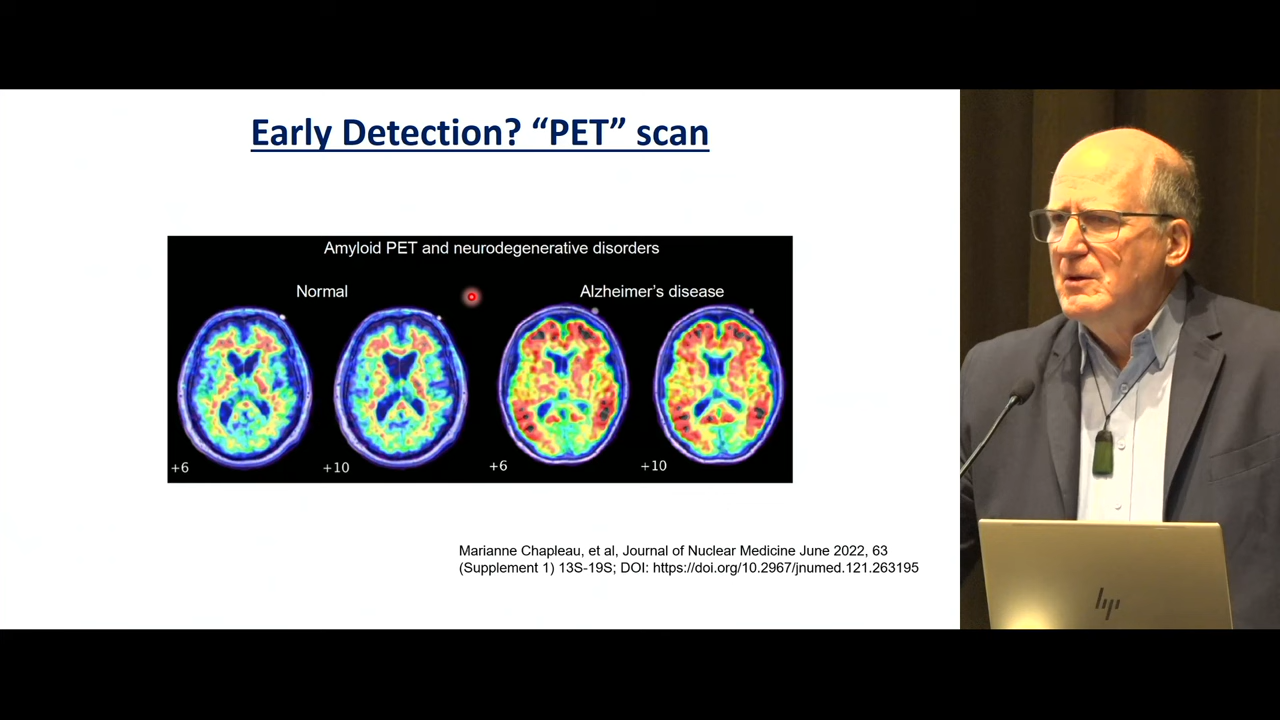 Early Detection? “PET” scan
Amyloid PET and neurodegenerative disorders
Normal
Alzheimer’s disease
+6
+10
+6
+10
Marianne Chapleau, et al, Journal of Nuclear Medicine June 2022, 63
(Supplement 1) 13S-19S; DOI: https://doi.org/10.2967/jnumed.121.263195
hp